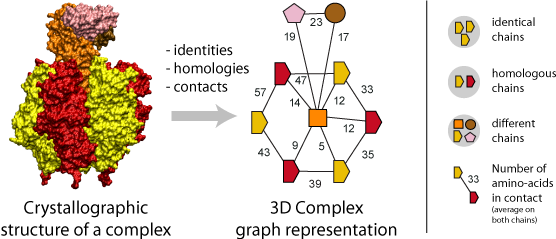 - identities
- homologies
- contacts
Crystallographic
structure of a complex
23
19
17
47
33
57
14
12
12
43
9
5
35
39
3D Complex
graph representation
identical
chains
homologous
chains
different
chains
33
Number of
amino-acids
in contact
(average on
both chains)